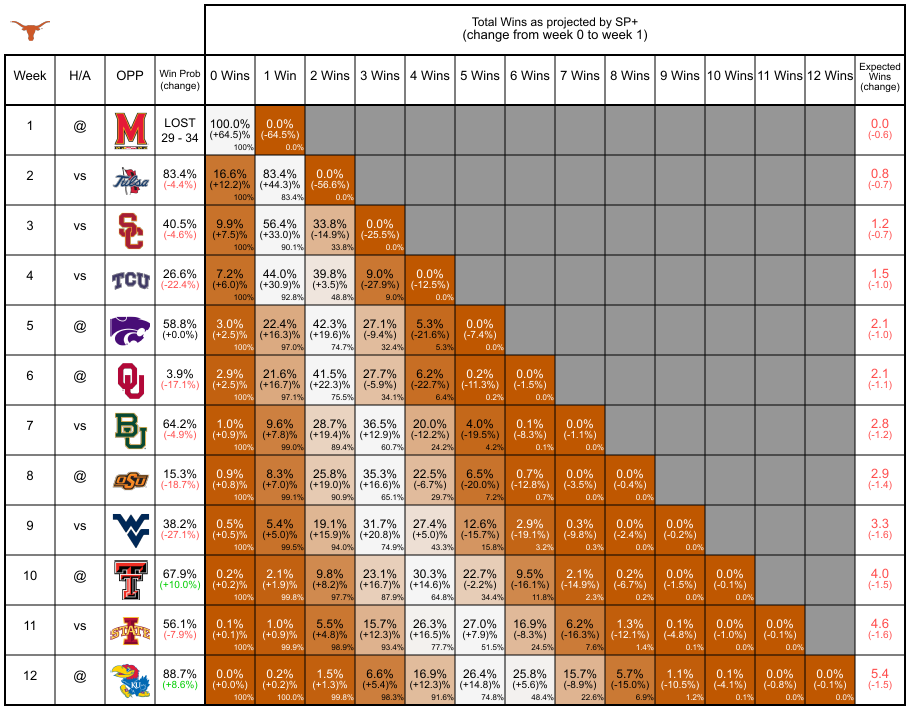 Total Wins as projected by SP+
(change from week 0 to week 1)
Week H/A OPP Win Prob (change) 0 Wins 1 Win 2 Wins 3 Wins 4 Wins 5 Wins 6 Wins 7 Wins 8 Wins 9 Wins 10 Wins 11 Wins 12 Wins Expected Wins (change)
1 @ M LOST 100.0% 0.0% 0.0
29 - 34 (+64.5)% (-64.5%) (-0.6)
100% 0.0%
2 vs Tulsa 83.4% 16.6% 83.4% 0.0% 0.8
(-4.4%) (+12.2)% (+44.3)% (-56.6%) (-0.7)
100% 83.4% 0.0%
3 vs SC 40.5% 9.9% 56.4% 33.8% 0.0% 1.2
(-4.6%) (+7.5)% (+33.0)% (-14.9%) (-25.5%) (-0.7)
100% 90.1% 33.8% 0.0%
4 vs TCU 26.6% 7.2% 44.0% 39.8% 9.0% 0.0% 1.5
(-22.4%) (+6.0)% (+30.9)% (+3.5)% (-27.9%) (-12.5%) (-1.0)
100% 92.8% 48.8% 9.0% 0.0%
5 @ 58.8% 3.0% 22.4% 42.3% 27.1% 5.3% 0.0% 2.1
(+0.0%) (+2.5)% (+16.3)% (+19.6)% (-9.4%) (-21.6%) (-7.4%) (-1.0)
100% 97.0% 74.7% 32.4% 5.3% 0.0%
6 @ OU 3.9% 2.9% 21.6% 41.5% 27.7% 6.2% 0.2% 0.0% 2.1
(-17.1%) (+2.5)% (+16.7)% (+22.3)% (-5.9%) (-22.7%) (-11.3%) (-1.5%) (-1.1)
100% 97.1% 75.5% 34.1% 6.4% 0.2% 0.0%
7 vs BU 64.2% 1.0% 9.6% 28.7% 36.5% 20.0% 4.0% 0.1% 0.0% 2.8
(-4.9%) (+0.9)% (+7.8)% (+19.4)% (+12.9)% (-12.2%) (-19.5%) (-8.3%) (-1.1%) (-1.2)
100% 99.0% 89.4% 60.7% 24.2% 4.2% 0.1% 0.0%
8 @ OSU 15.3% 0.9% 8.3% 25.8% 35.3% 22.5% 6.5% 0.7% 0.0% 0.0% 2.9
(-18.7%) (+0.8)% (+7.0)% (+19.0)% (+16.6)% (-6.7%) (-20.0%) (-12.8%) (-3.5%) (-0.4%) (-1.4)
100% 99.1% 90.9% 65.1% 29.7% 7.2% 0.7% 0.0% 0.0%
9 vs WV 38.2% 0.5% 5.4% 19.1% 31.7% 27.4% 12.6% 2.9% 0.3% 0.0% 0.0% 3.3
(-27.1%) (+0.5)% (+5.0)% (+15.9)% (+20.8)% (+5.0)% (-15.7%) (-19.1%) (-9.8%) (-2.4%) (-0.2%) (-1.6)
100% 99.5% 94.0% 74.9% 43.3% 15.8% 3.2% 0.3% 0.0% 0.0%
10 @ T 67.9% 0.2% 2.1% 9.8% 23.1% 30.3% 22.7% 9.5% 2.1% 0.2% 0.0% 0.0% 4.0
(+10.0%) (+0.2)% (+1.9)% (+8.2)% (+16.7)% (+14.6)% (-2.2%) (-16.1%) (-14.9%) (-6.7%) (-1.5%) (-0.1%) (-1.5)
100% 99.8% 97.7% 87.9% 64.8% 34.4% 11.8% 2.3% 0.2% 0.0% 0.0%
11 vs I STATE 56.1% 0.1% 1.0% 5.5% 15.7% 26.3% 27.0% 16.9% 6.2% 1.3% 0.1% 0.0% 0.0% 4.6
(-7.9%) (+0.1)% (+0.9)% (+4.8)% (+12.3)% (+16.5)% (+7.9)% (-8.3%) (-16.3%) (-12.1%) (-4.8%) (-1.0%) (-0.1%) (-1.6)
100% 99.9% 98.9% 93.4% 77.7% 51.5% 24.5% 7.6% 1.4% 0.1% 0.0% 0.0%
12 @ KU 88.7% 0.0% 0.2% 1.5% 6.6% 16.9% 26.4% 25.8% 15.7% 5.7% 1.1% 0.1% 0.0% 0.0% 5.4
(+8.6%) (+0.0)% (+0.2)% (+1.3)% (+5.4)% (+12.3)% (+14.8)% (+5.6)% (-8.9%) (-15.0%) (-10.5%) (-4.1%) (-0.8%) (-0.1%) (-1.5)
100% 100.0% 99.8% 98.3% 91.6% 74.8% 48.4% 22.6% 6.9% 1.2% 0.1% 0.0% 0.0%